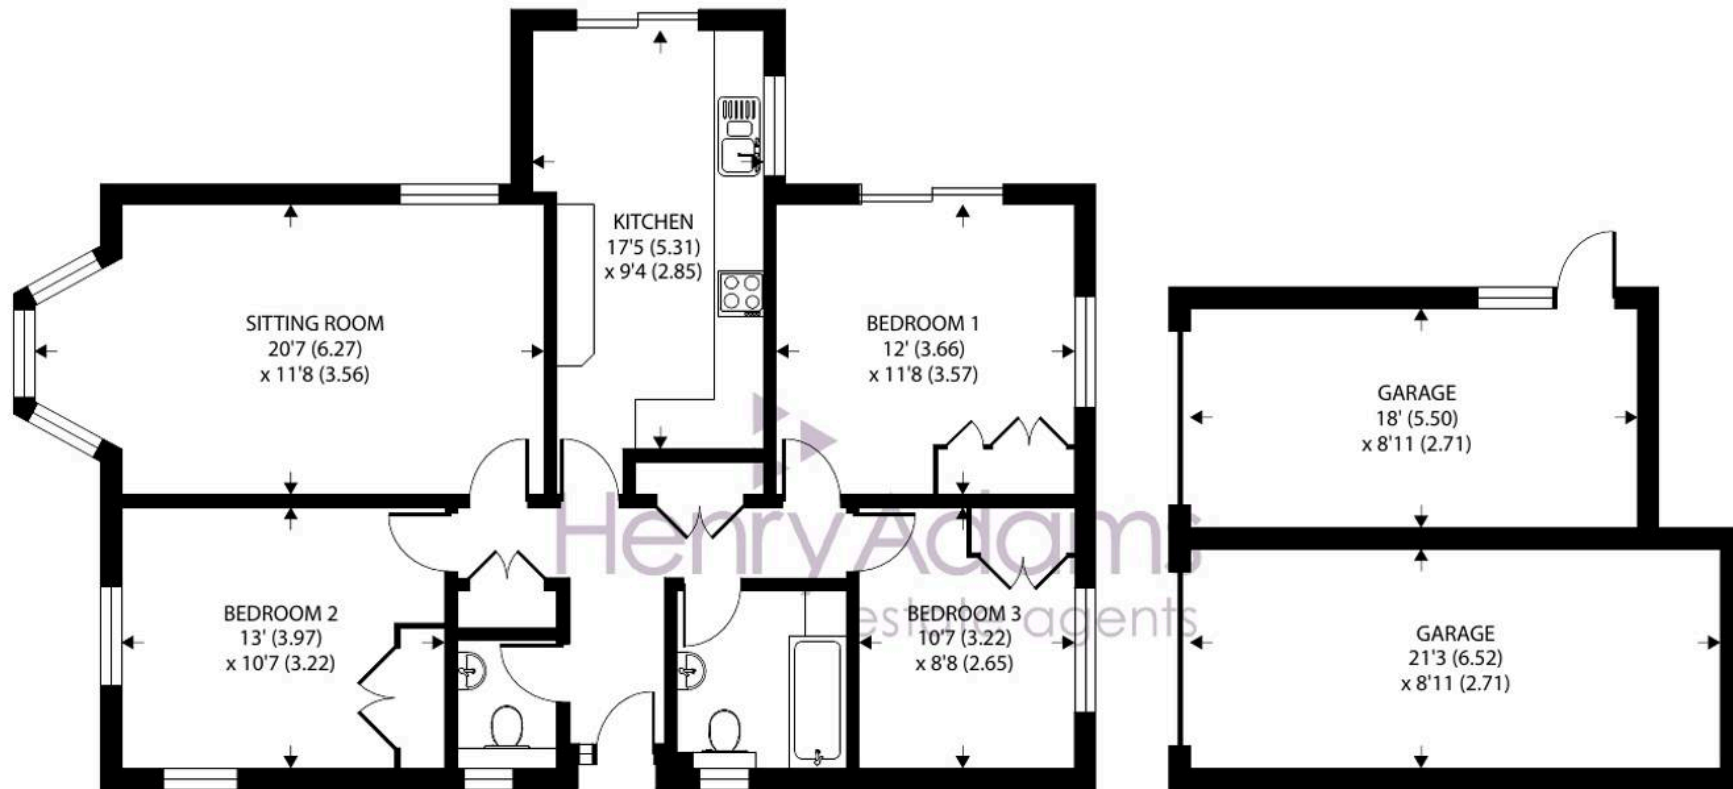 KITCHEN
17'5 (5.31)
x 9'4 (2.85)
SITTING ROOM
20'7 (6.27)
x 11'8 (3.56)
BEDROOM 1
12' (3.66)
x 11'8 (3.57)
GARAGE
18' (5.50)
x 8'11 (2.71)
HenryAdams
estate agents
BEDROOM 2
13' (3.97)
x 10'7 (3.22)
BEDROOM 3
10'7 (3.22)
x 8'8 (2.65)
GARAGE
21'3 (6.52)
x 8'11 (2.71)